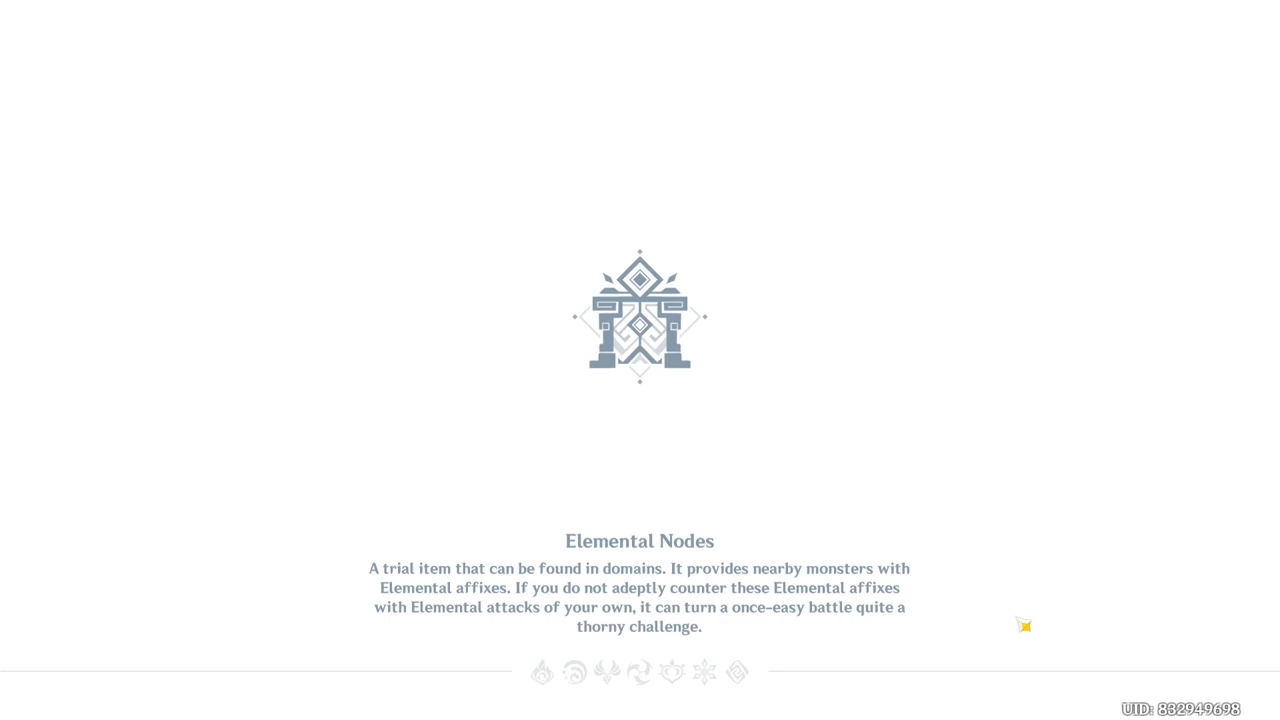 Elemental Nodes
A trial item that can be found in domains. It provides nearby monsters with
Elemental affixes. If you do not adeptly counter these Elemental affixes
with Elemental attacks of your own, it can turn a once-easy battle quite a
thorny challenge.
UID: 832949698